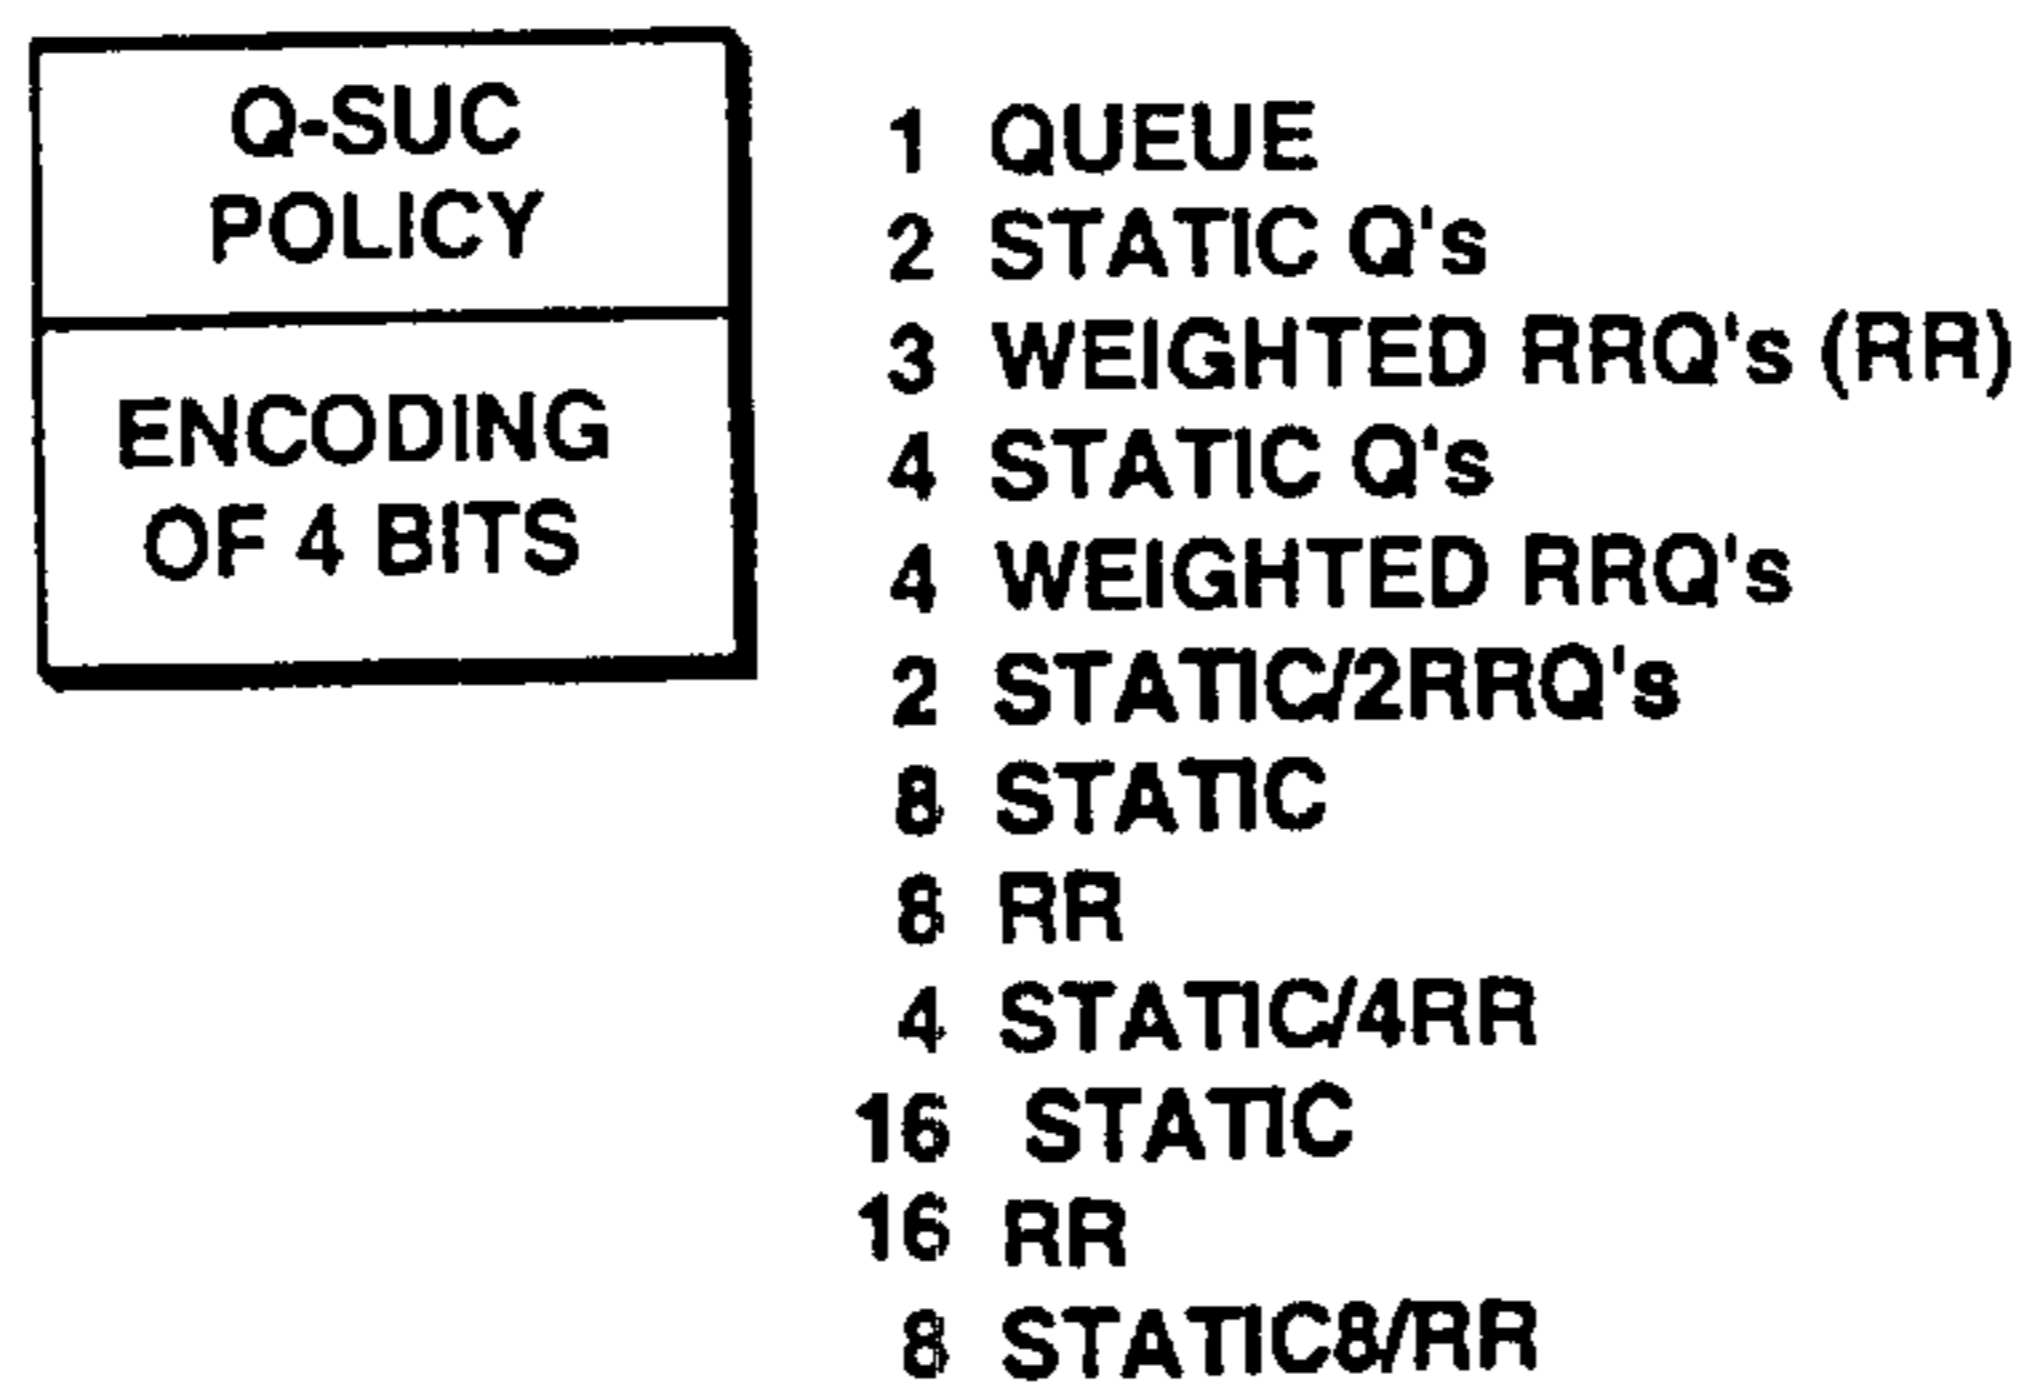 Q-SUC
POLICY
ENCODING
OF 4 BITS
1 QUEUE
2 STATIC Q's
3 WEIGHTED RRQ's (RR)
4 STATIC Q's
4 WEIGHTED RRQ's
2 STATIC/2RRQ's
8 STATIC
8 RR
4 STATIC/4RR
16 STATIC
16 RR
8 STATIC8/RR